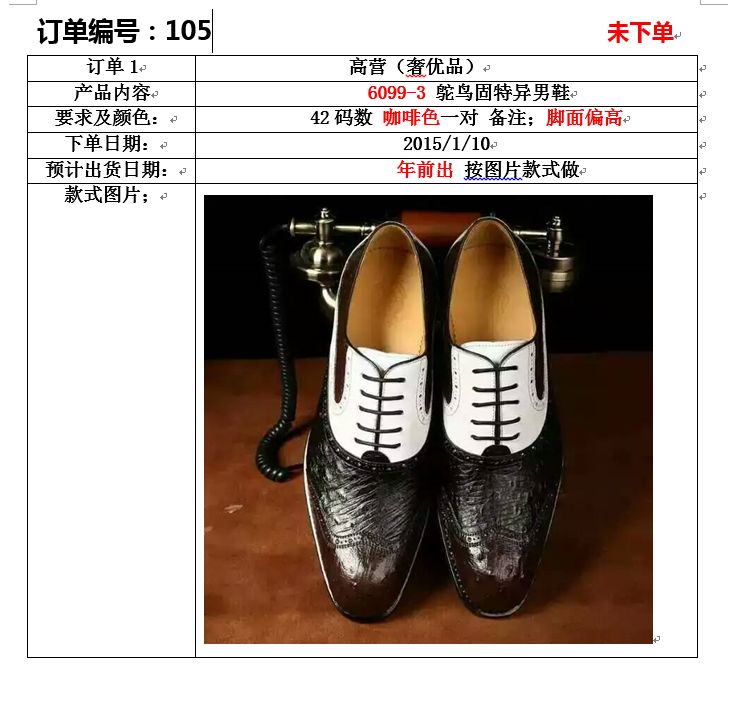 订单编号：105
未下单
订单 1
高营（奢优品）
产品内容
6099-3 鸵鸟固特异男鞋
要求及颜色：
42 码数 咖啡色一对 备注；脚面偏高
下单日期：
2015/1/10
预计出货日期：
年前出 按图片款式做
款式图片；